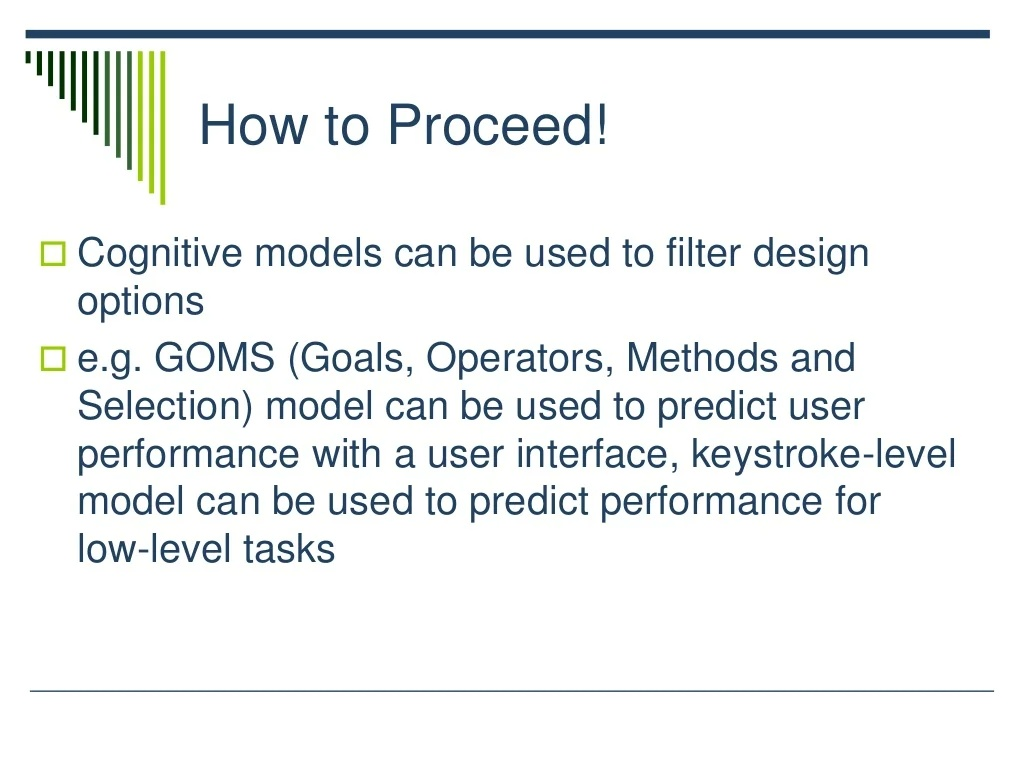 How to Proceed!
Cognitive models can be used to filter design
options
e.g. GOMS (Goals, Operators, Methods and
Selection) model can be used to predict user
performance with a user interface, keystroke-level
model can be used to predict performance for
low-level tasks